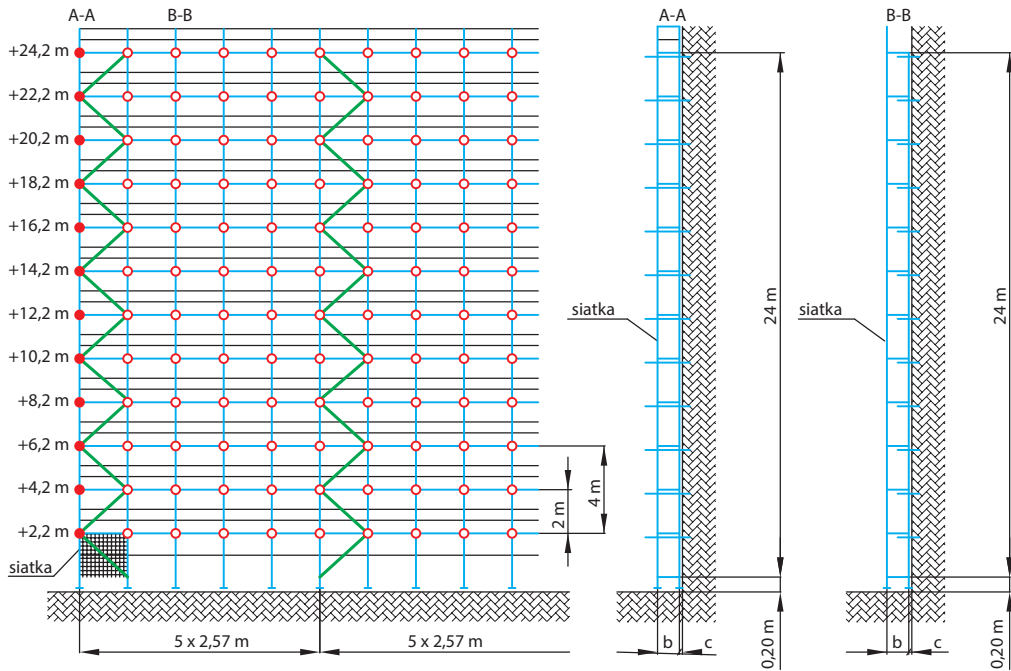 A-A
B-B
+24,2 m
+22,2 m
+20,2 m
+18,2 m
+16,2 m
+14,2 m
+12,2 m
+10,2 m
+8,2 m
+6,2 m
+4,2 m
+2,2 m
siatka
2 m
4 m
5 x 2,57 m
5 x 2,57 m
A-A
siatka
24 m
b
c
0,20 m
B-B
siatka
24 m
b
c
0,20 m